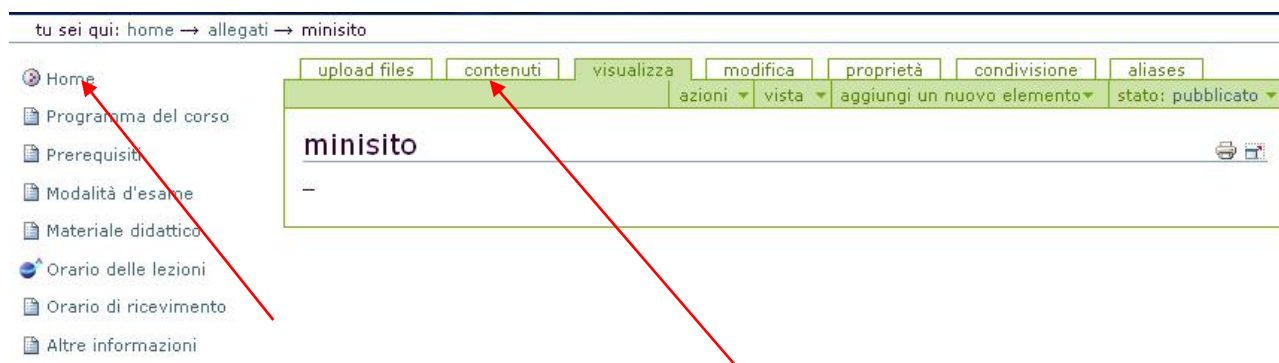 tu sei qui: home → allegati → minisito
Home
Programma del corso
Prerequisiti
Modalità d'esame
Materiale didattico
Orario delle lezioni
Orario di ricevimento
Altre informazioni
upload files contenuti visualizza modifica proprietà condivisione aliases
azioni vista aggiungi un nuovo elemento stato: pubblicato
minisito
–